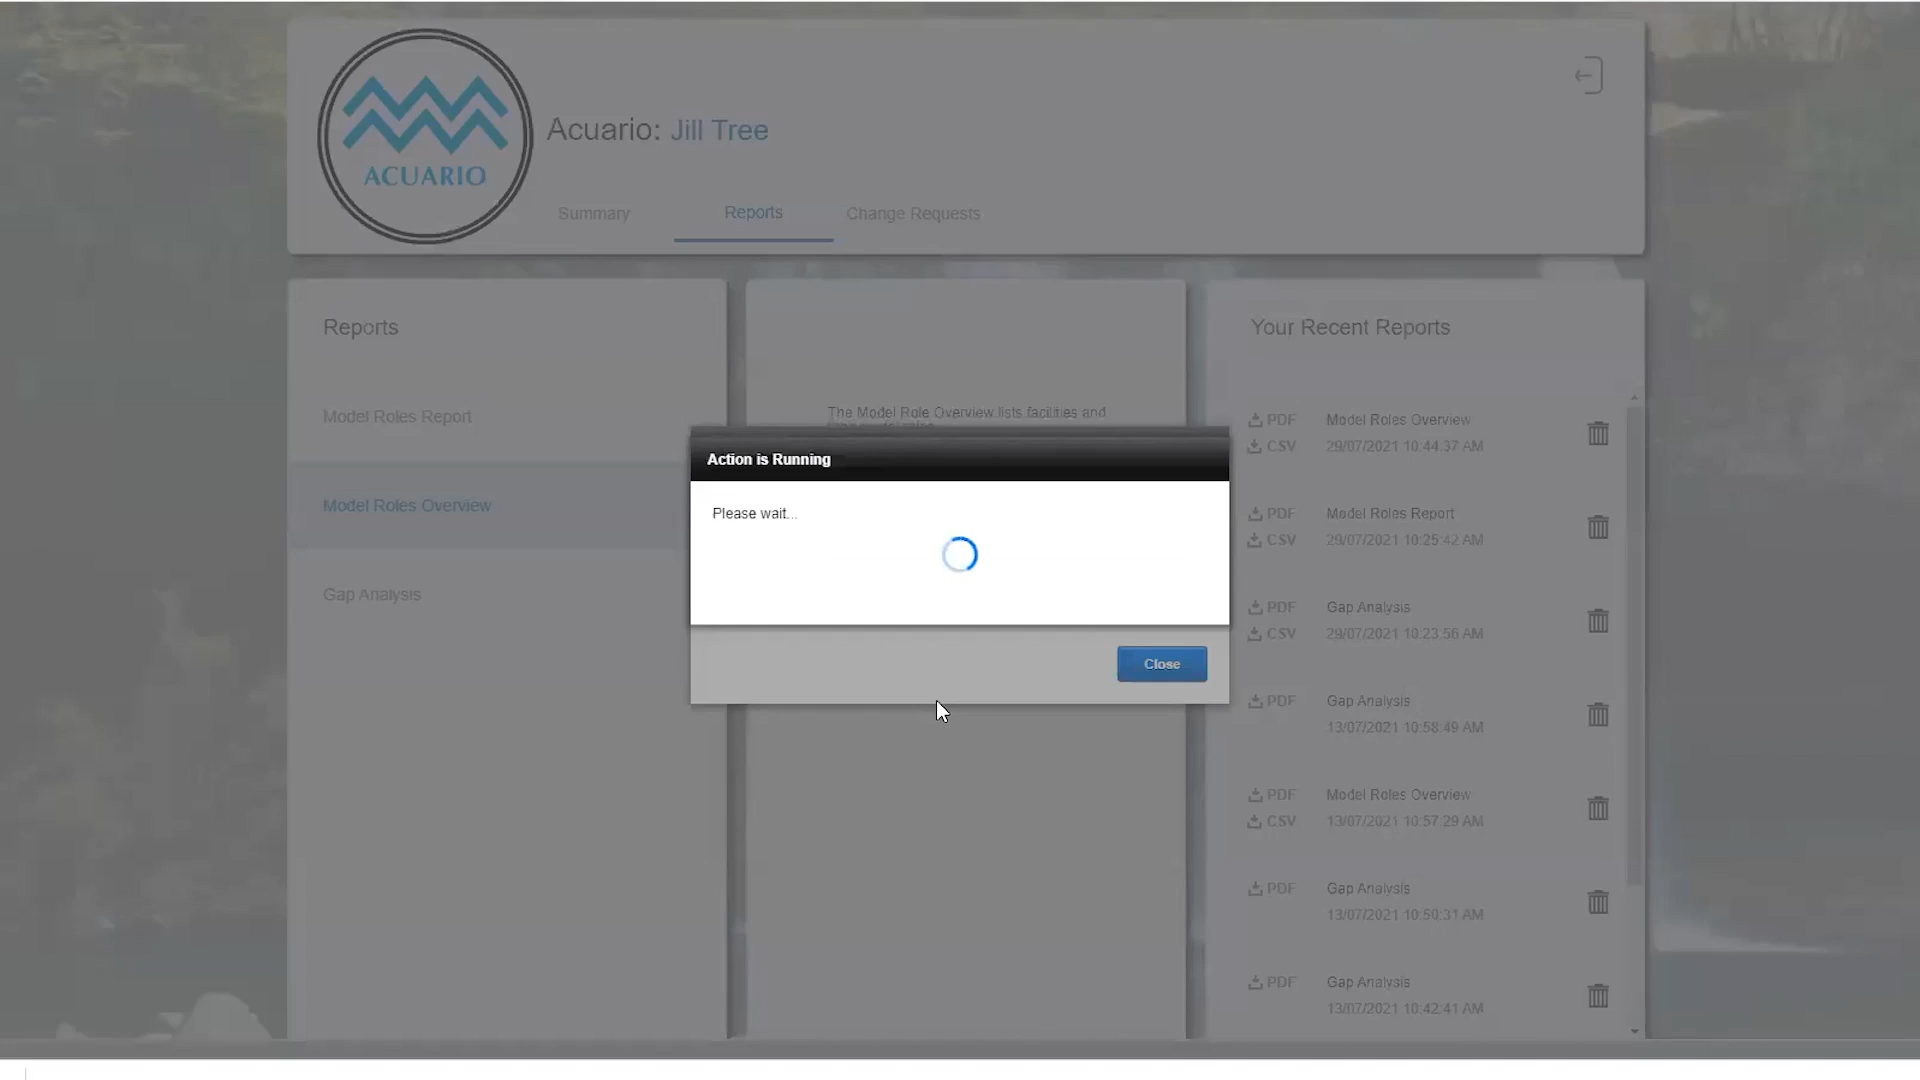 ACUARIO
Acuario: Jill Tree
Summary
Reports
Change Requests
Reports
Model Roles Report
Model Roles Overview
Gap Analysis
The Model Role Overview lists facilities and
Action is Running
Please wait...
Close
Your Recent Reports
PDF Model Roles Overview
CSV 29/07/2021 10:44:37 AM
PDF Model Roles Report
CSV 29/07/2021 10:25:42 AM
PDF Gap Analysis
CSV 29/07/2021 10:23:56 AM
PDF Gap Analysis
13/07/2021 10:58:49 AM
PDF Model Roles Overview
CSV 13/07/2021 10:57:29 AM
PDF Gap Analysis
13/07/2021 10:50:31 AM
PDF Gap Analysis
13/07/2021 10:42:41 AM